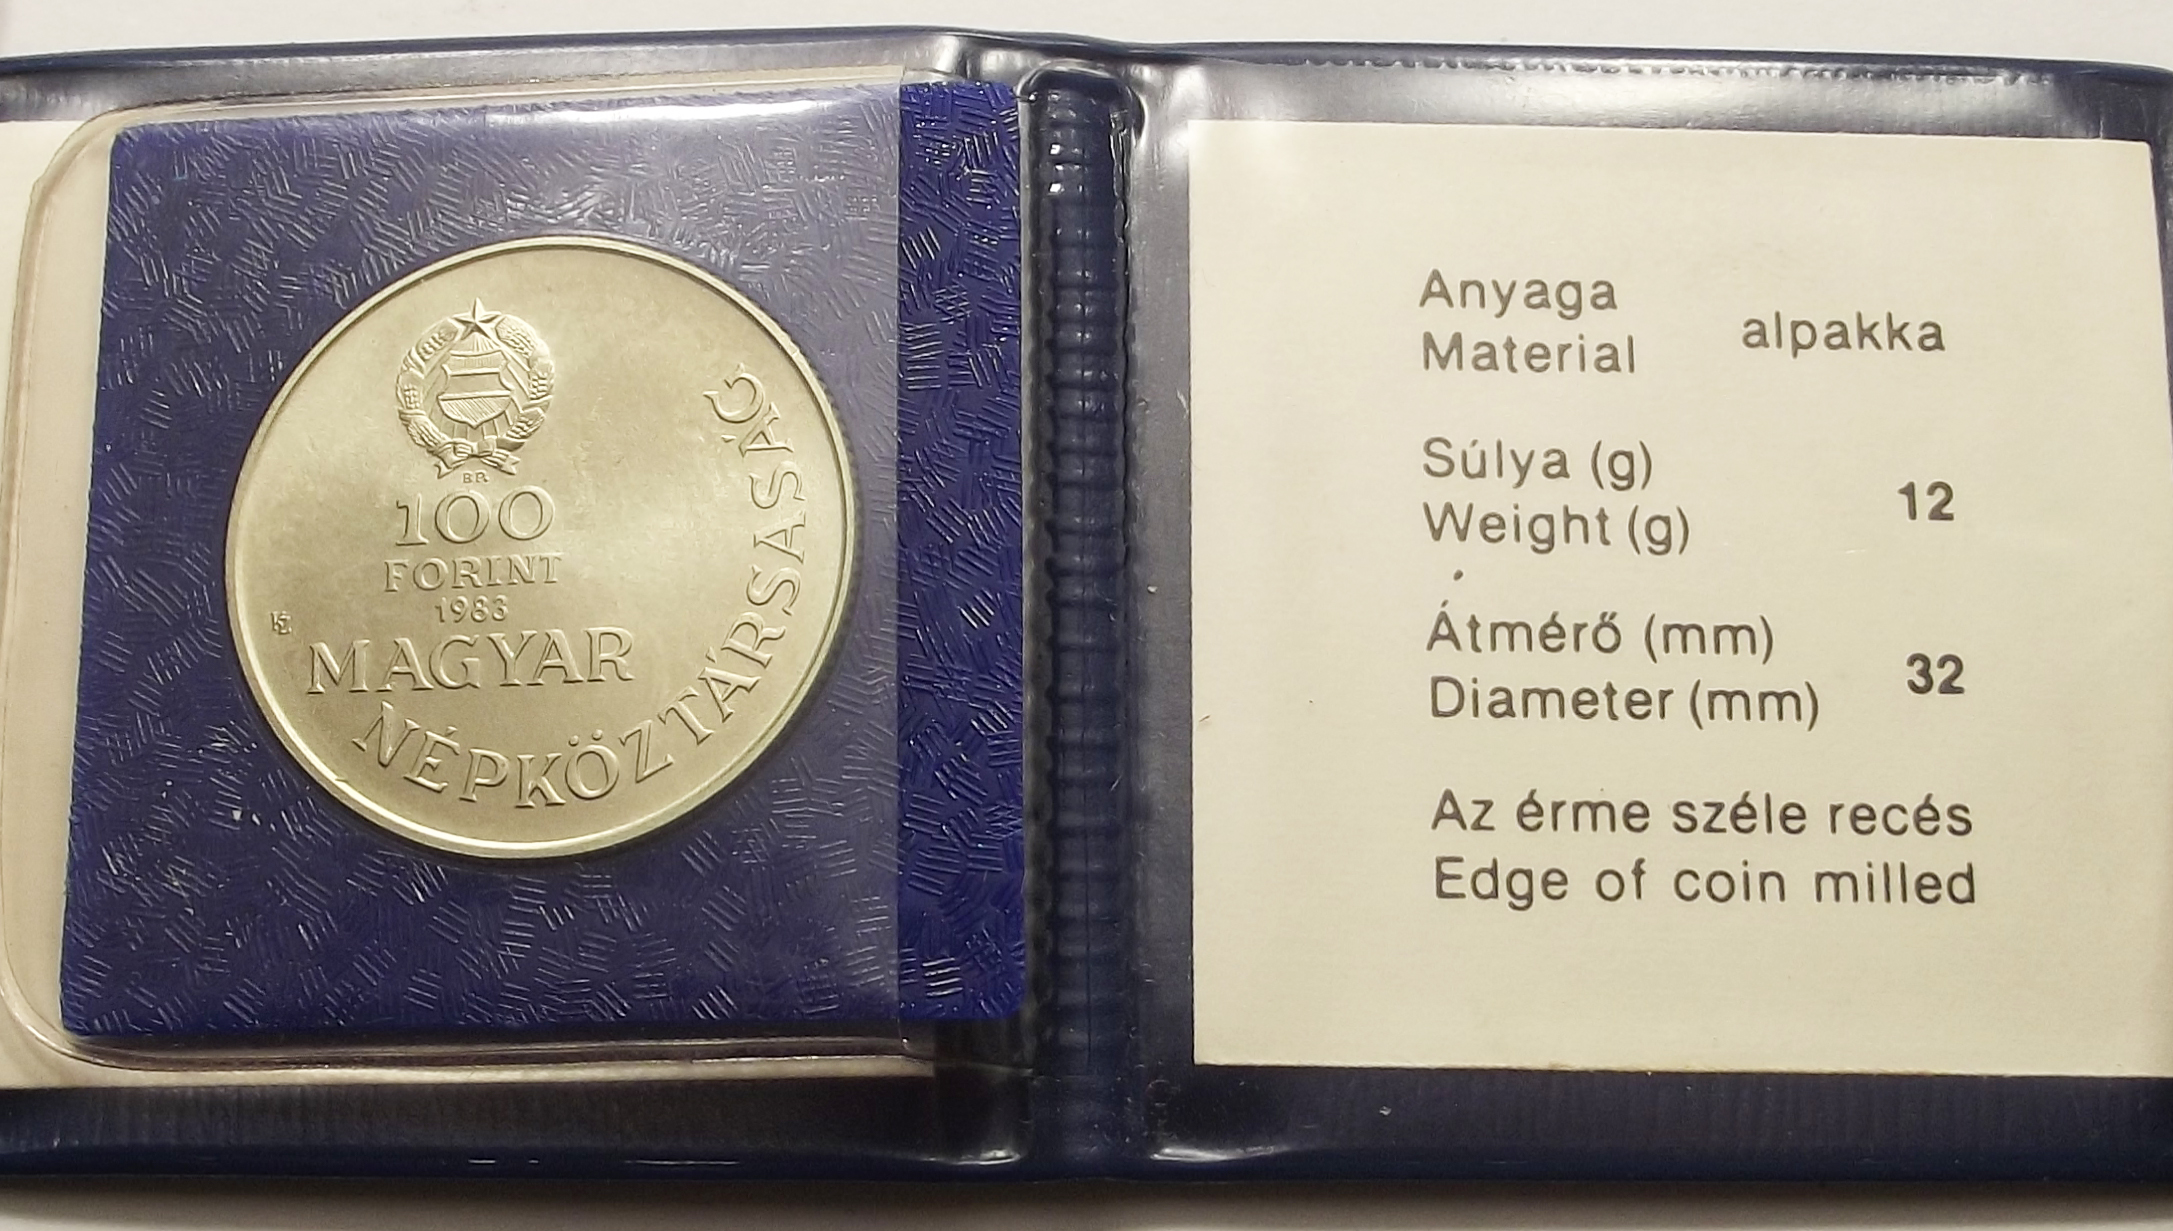 BP.
100
FORINT
1983
MAGYAR
NÉPKÖZTÁRSASÁG
Anyaga
Material
alpakka
Súlya (g)
Weight (g)
12
Átmérő (mm)
Diameter (mm)
32
Az érme széle recés
Edge of coin milled